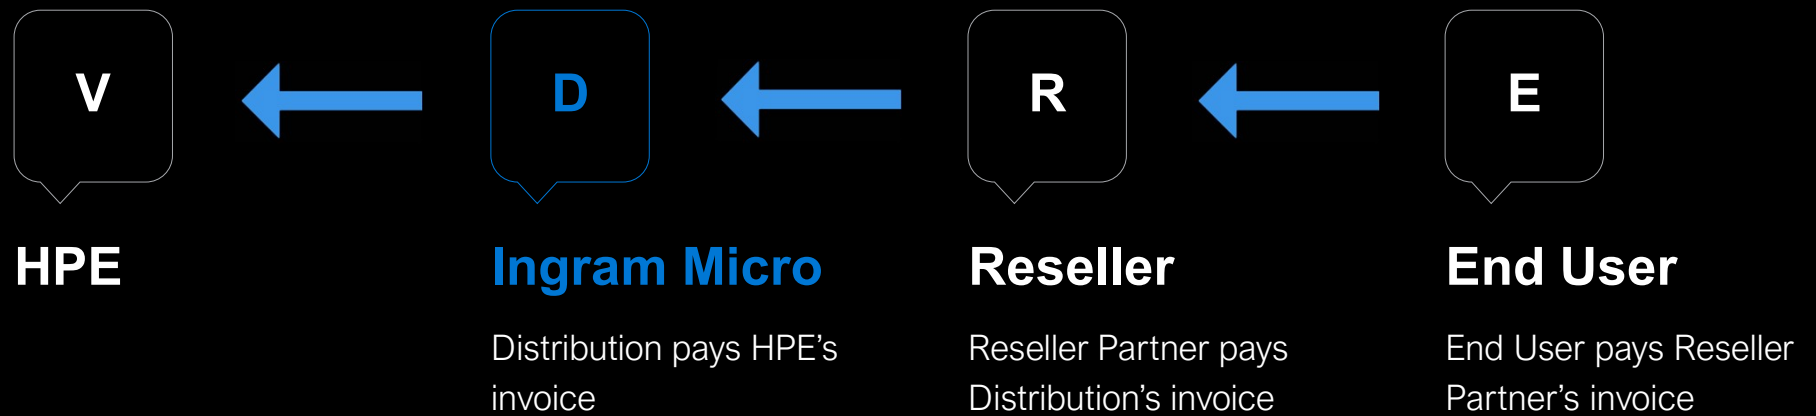 V
D
R
E
HPE
Ingram Micro
Distribution pays HPE's
invoice
Reseller
Reseller Partner pays
Distribution's invoice
End User
End User pays Reseller
Partner's invoice